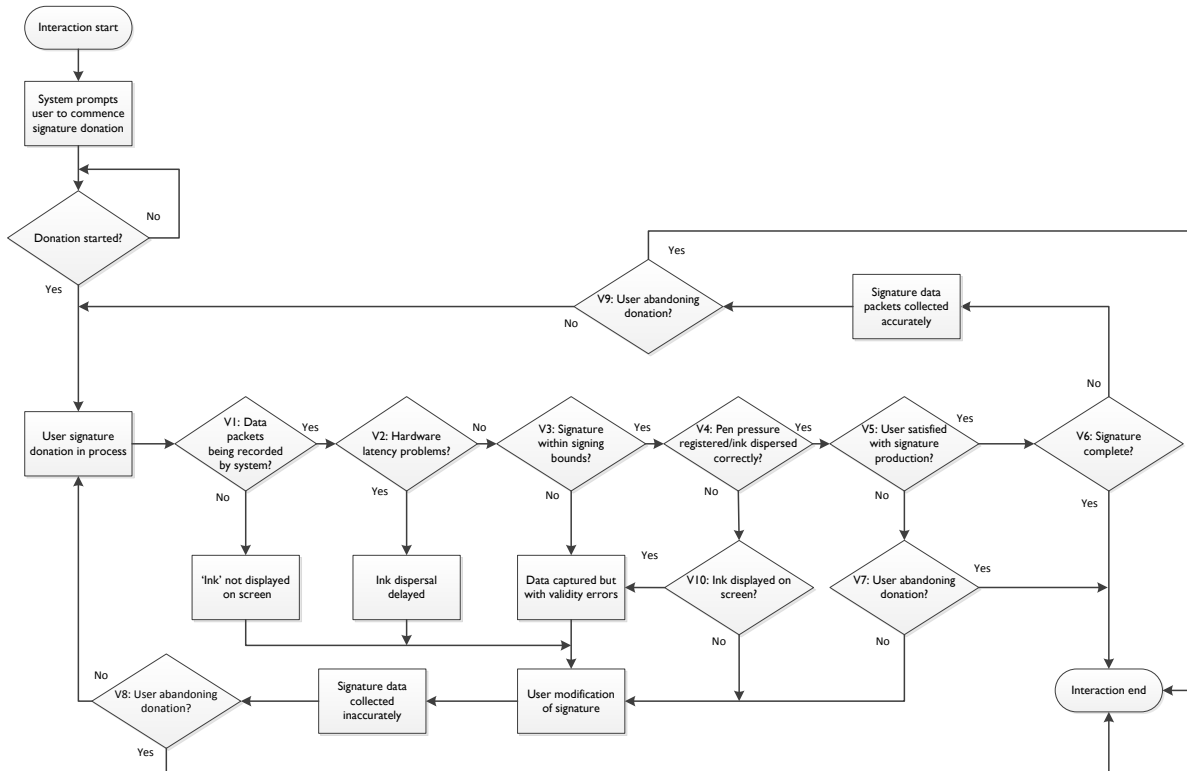 Interaction start
System prompts
user to commence
signature donation
No
Donation started?
Yes
Yes
V9: User abandoning
donation?
No
Signature data
packets collected
accurately
No
User signature
donation in process
V1: Data
packets
being recorded
by system?
Yes
No
V2: Hardware
latency problems?
No
Yes
V3: Signature
within signing
bounds?
Yes
No
V4: Pen pressure
registered/ink dispersed
correctly?
Yes
No
V5: User satisfied
with signature
production?
Yes
No
V6: Signature
complete?
Yes
'Ink' not displayed
on screen
Ink dispersal
delayed
Data captured but
with validity errors
Yes
V10: Ink displayed on
screen?
No
V7: User abandoning
donation?
Yes
No
No
V8: User abandoning
donation?
Yes
Signature data
collected
inaccurately
User modification
of signature
Interaction end